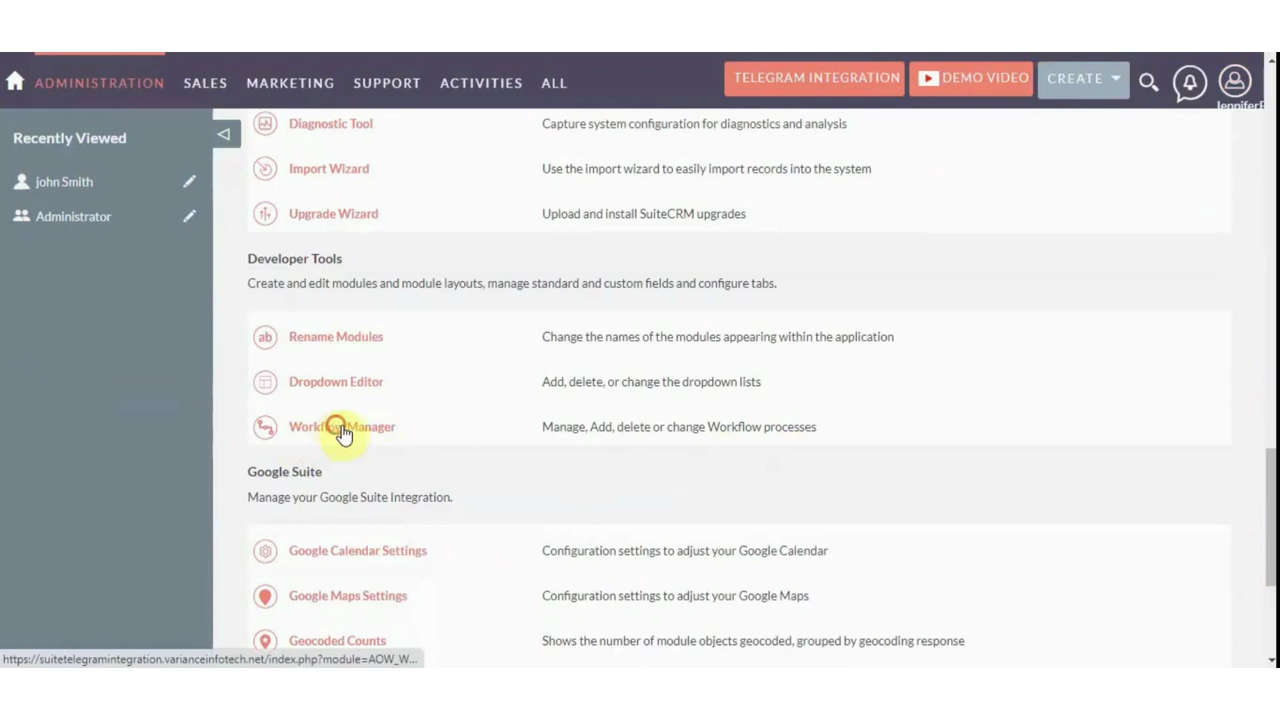 ADMINISTRATION SALES MARKETING SUPPORT ACTIVITIES ALL TELEGRAM INTEGRATION DEMO VIDEO CREATE
Recently Viewed
john Smith
Administrator
Diagnostic Tool Capture system configuration for diagnostics and analysis
Import Wizard Use the import wizard to easily import records into the system
Upgrade Wizard Upload and install SuiteCRM upgrades
Developer Tools
Create and edit modules and module layouts, manage standard and custom fields and configure tabs.
ab Rename Modules Change the names of the modules appearing within the application
Dropdown Editor Add, delete, or change the dropdown lists
Workflow Manager Manage, Add, delete or change Workflow processes
Google Suite
Manage your Google Suite Integration.
Google Calendar Settings Configuration settings to adjust your Google Calendar
Google Maps Settings Configuration settings to adjust your Google Maps
Geocoded Counts Shows the number of module objects geocoded, grouped by geocoding response
https://suitetelegramintegration.varianceinfotech.net/index.php?module=AOW_W...